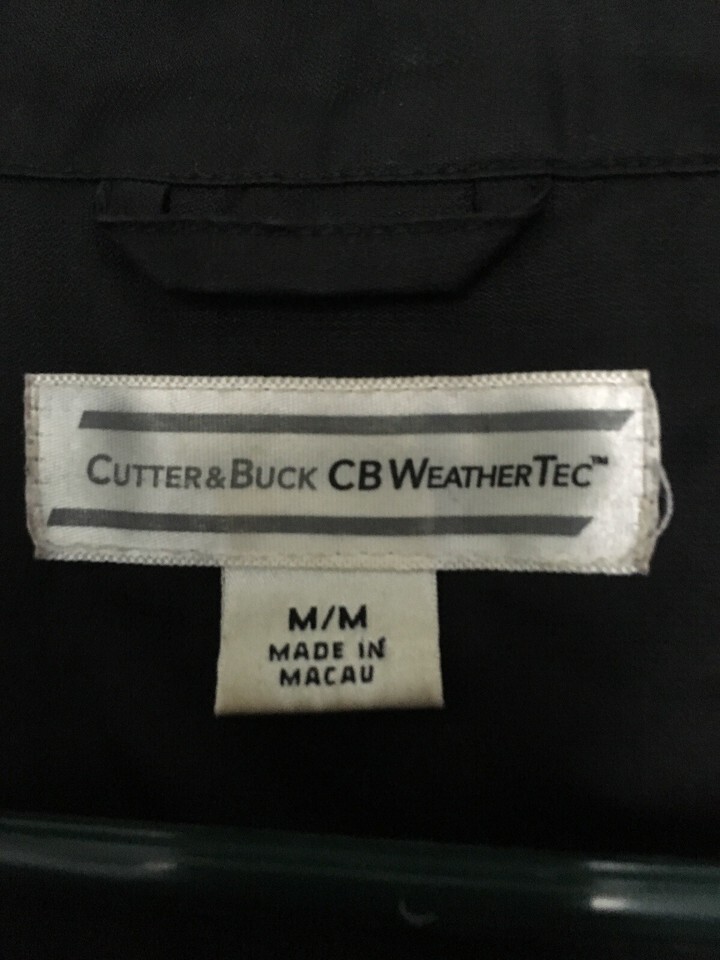 CUTTER & BUCK CB WEATHERTEC™
M/M
MADE IN
MACAU